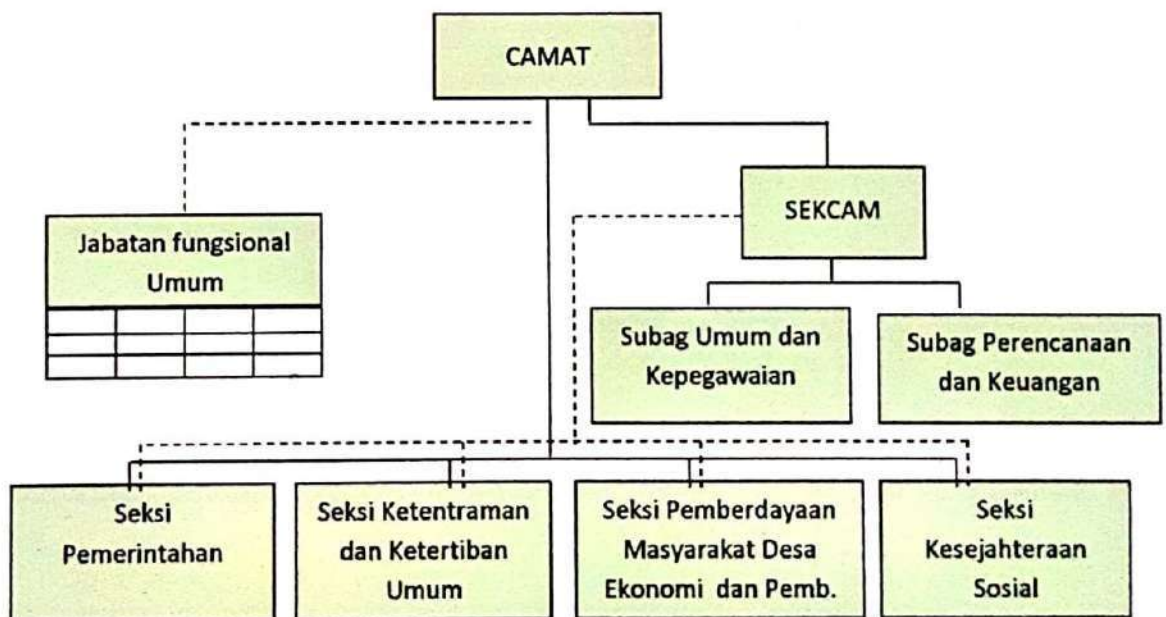 CAMAT
SEKCAM
Jabatan fungsional
Umum
Subag Umum dan
Kepegawaian
Subag Perencanaan
dan Keuangan
Seksi
Pemerintahan
Seksi Ketentraman
dan Ketertiban
Umum
Seksi Pemberdayaan
Masyarakat Desa
Ekonomi dan Pemb.
Seksi
Kesejahteraan
Sosial